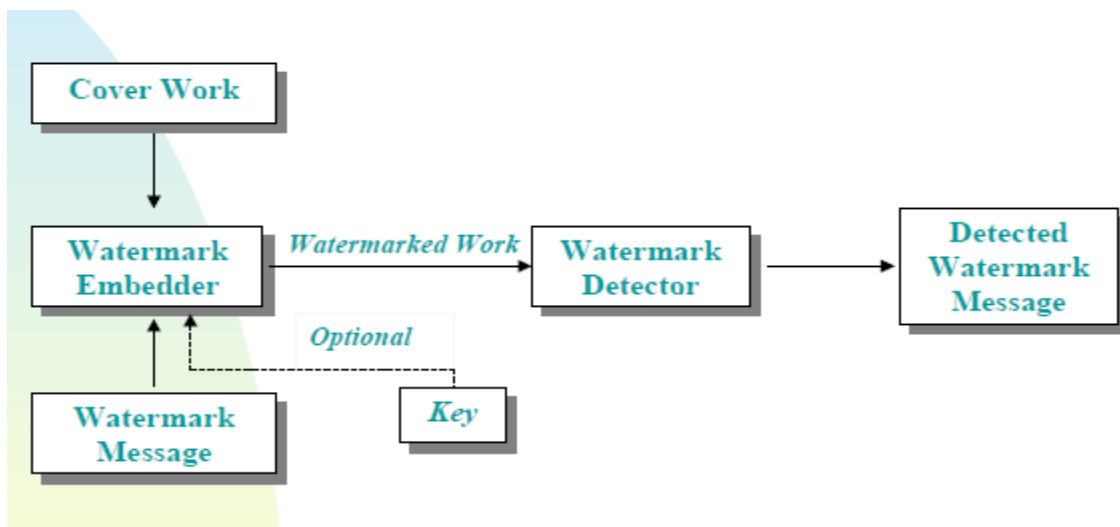 Cover Work
Watermark
Embedder
Watermarked Work
Watermark
Detector
Detected
Watermark
Message
Optional
Watermark
Message
Key